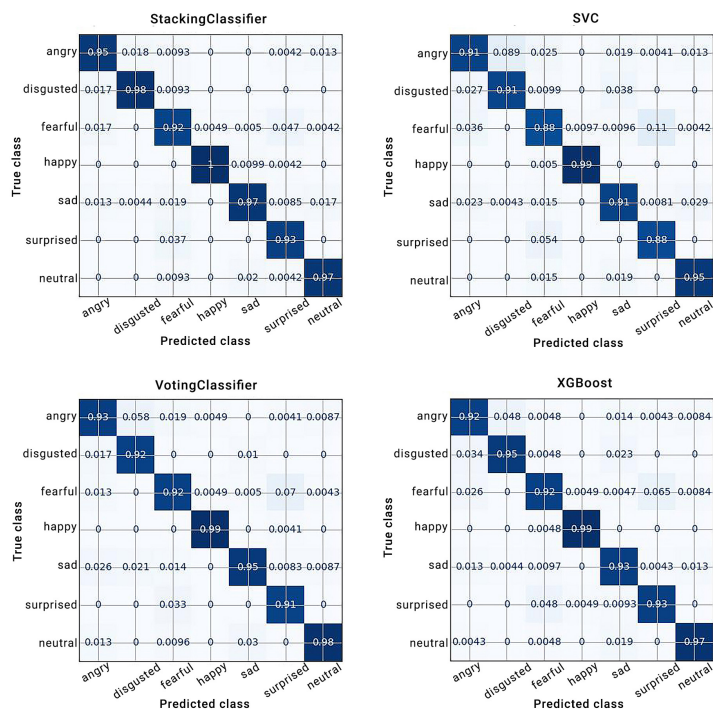 StackingClassifier
angry 0.95 0.018 0.0093 0 0 0.0042 0.013
disgusted 0.017 0.98 0.0093 0 0 0 0
fearful 0.017 0 0.92 0.0049 0.005 0.047 0.0042
happy 0 0 0 1 0.0099 0.0042 0
sad 0.013 0.0044 0.019 0 0.97 0.0085 0.017
surprised 0 0 0.037 0 0 0.93 0
neutral 0 0 0.0093 0 0.02 0.0042 0.97
True class
angry disgusted fearful happy sad surprised neutral
Predicted class
SVC
angry 0.91 0.089 0.025 0 0.019 0.0041 0.013
disgusted 0.027 0.91 0.0099 0 0.038 0 0
fearful 0.036 0 0.88 0.0097 0.0096 0.11 0.0042
happy 0 0 0.005 0.99 0 0 0
sad 0.023 0.0043 0.015 0 0.91 0.0081 0.029
surprised 0 0 0.054 0 0 0.88 0
neutral 0 0 0.015 0 0.019 0 0.95
True class
angry disgusted fearful happy sad surprised neutral
Predicted class
VotingClassifier
angry 0.93 0.058 0.019 0.0049 0 0.0041 0.0087
disgusted 0.017 0.92 0 0 0.01 0 0
fearful 0.013 0 0.92 0.0049 0.005 0.07 0.0043
happy 0 0 0 0.99 0 0.0041 0
sad 0.026 0.021 0.014 0 0.95 0.0083 0.0087
surprised 0 0 0.033 0 0 0.91 0
neutral 0.013 0 0.0096 0 0.03 0 0.98
True class
angry disgusted fearful happy sad surprised neutral
Predicted class
XGBoost
angry 0.92 0.048 0.0048 0 0.014 0.0043 0.0084
disgusted 0.034 0.95 0.0048 0 0.023 0 0
fearful 0.026 0 0.92 0.0049 0.0047 0.065 0.0084
happy 0 0 0.0048 0.99 0 0 0
sad 0.013 0.0044 0.0097 0 0.93 0.0043 0.013
surprised 0 0 0.048 0.0049 0.0093 0.93 0
neutral 0.0043 0 0.0048 0 0.019 0 0.97
True class
angry disgusted fearful happy sad surprised neutral
Predicted class